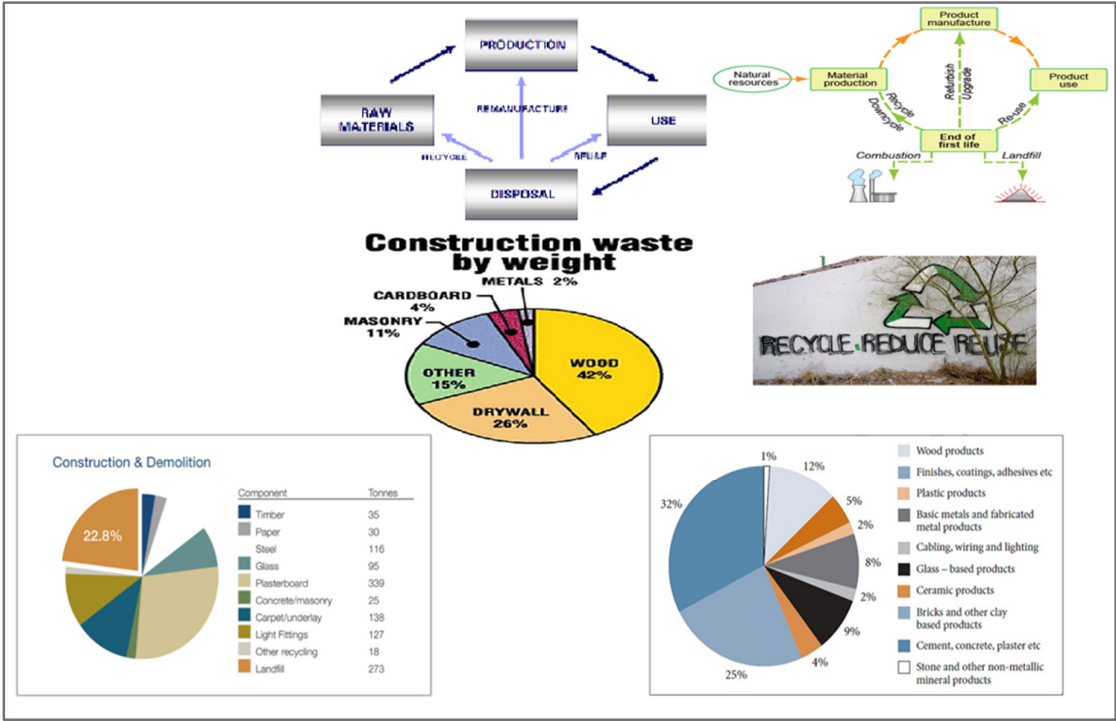 PRODUCTION
RAW
MATERIALS
REMANUFACTURE
USE
RECYCLE
REUSE
DISPOSAL
Product
manufacture
Natural
resources
Material
production
Refurbish
Upgrade
Product
use
Recycle
Downcycle
Re-use
End of
first life
Combustion
Landfill
Construction waste
by weight
METALS 2%
CARDBOARD
4%
MASONRY
11%
OTHER
15%
WOOD
42%
DRYWALL
26%
RECYCLE.REDUCE REUSE
Construction & Demolition
22.8%
Component Tonnes
Timber 35
Paper 30
Steel 116
Glass 95
Plasterboard 339
Concrete/masonry 25
Carpet/underlay 138
Light Fittings 127
Other recycling 18
Landfill 273
1%
12%
5%
2%
8%
2%
9%
4%
25%
32%
Wood products
Finishes, coatings, adhesives etc
Plastic products
Basic metals and fabricated
metal products
Cabling, wiring and lighting
Glass – based products
Ceramic products
Bricks and other clay
based products
Cement, concrete, plaster etc
Stone and other non-metallic
mineral products